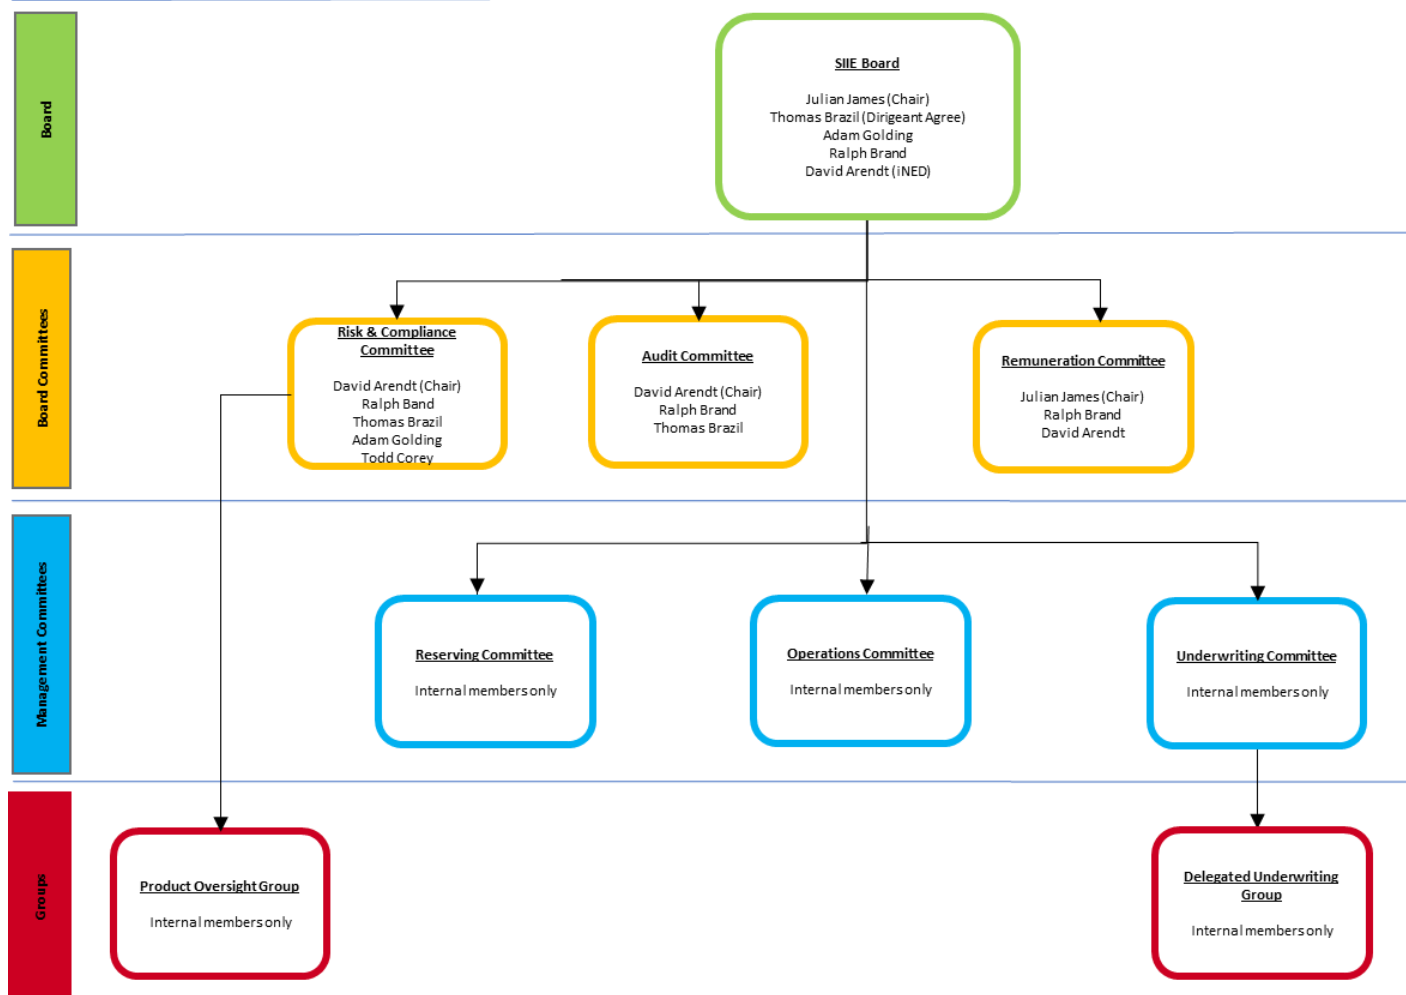 Board
SIIE Board
Julian James (Chair)
Thomas Brazil (Dirigeant Agree)
Adam Golding
Ralph Brand
David Arendt (iNED)
Board Committees
Risk & Compliance
Committee
David Arendt (Chair)
Ralph Band
Thomas Brazil
Adam Golding
Todd Corey
Audit Committee
David Arendt (Chair)
Ralph Brand
Thomas Brazil
Remuneration Committee
Julian James (Chair)
Ralph Brand
David Arendt
Management Committees
Reserving Committee
Internal members only
Operations Committee
Internal members only
Underwriting Committee
Internal members only
Groups
Product Oversight Group
Internal members only
Delegated Underwriting
Group
Internal members only